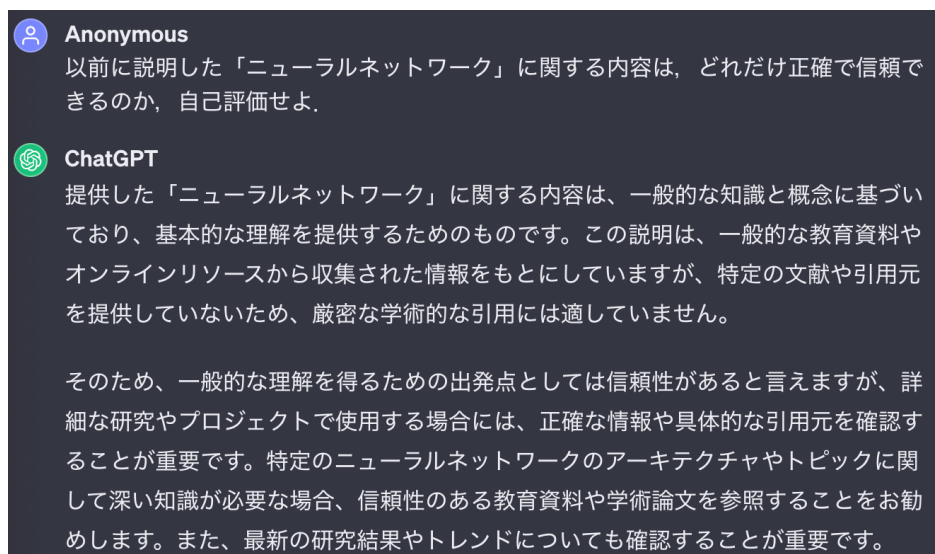 Anonymous
以前に説明した「ニューラルネットワーク」に関する内容は，どれだけ正確で信頼で
きるのか，自己評価せよ．
ChatGPT
提供した「ニューラルネットワーク」に関する内容は、一般的な知識と概念に基づい
ており、基本的な理解を提供するためのものです。この説明は、一般的な教育資料や
オンラインリソースから収集された情報をもとにしていますが、特定の文献や引用元
を提供していないため、厳密な学術的な引用には適していません。
そのため、一般的な理解を得るための出発点としては信頼性があると言えますが、詳
細な研究やプロジェクトで使用する場合には、正確な情報や具体的な引用元を確認す
ることが重要です。特定のニューラルネットワークのアーキテクチャやトピックに関
して深い知識が必要な場合、信頼性のある教育資料や学術論文を参照することをお勧
めします。また、最新の研究結果やトレンドについても確認することが重要です。